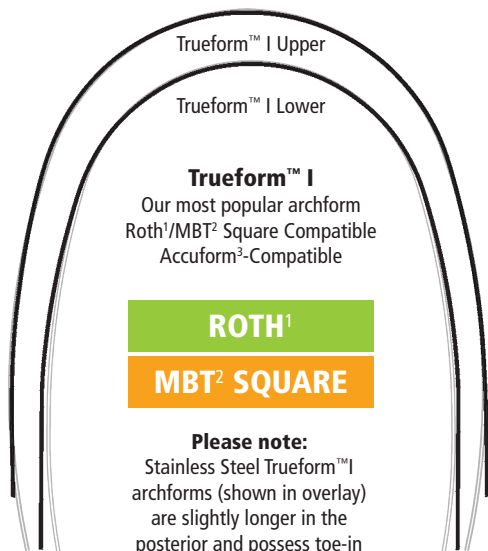 Trueform™ I Upper
Trueform™ I Lower
Trueform™ I
Our most popular archform
Roth¹/MBT² Square Compatible
Accuform³-Compatible
ROTH¹
MBT² SQUARE
Please note:
Stainless Steel Trueform™I
archforms (shown in overlay)
are slightly longer in the
posterior and possess toe-in